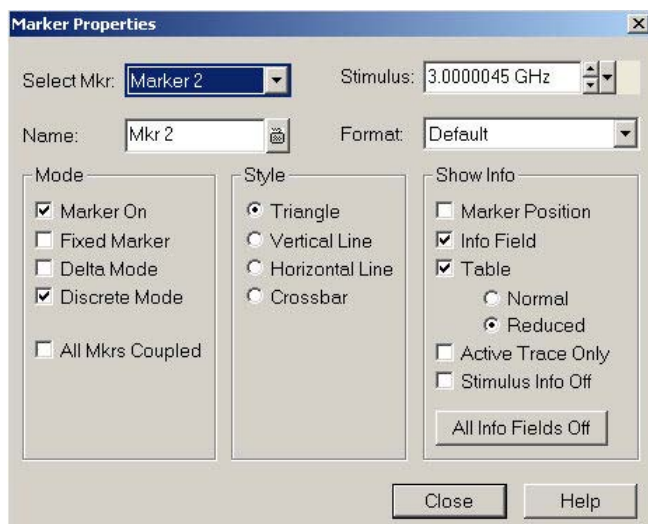 Marker Properties
Select Mkr: Marker 2
Stimulus: 3.0000045 GHz
Name: Mkr 2
Format: Default
Mode
Marker On
Fixed Marker
Delta Mode
Discrete Mode
All Mkrs Coupled
Style
Triangle
Vertical Line
Horizontal Line
Crossbar
Show Info
Marker Position
Info Field
Table
Normal
Reduced
Active Trace Only
Stimulus Info Off
All Info Fields Off
Close
Help